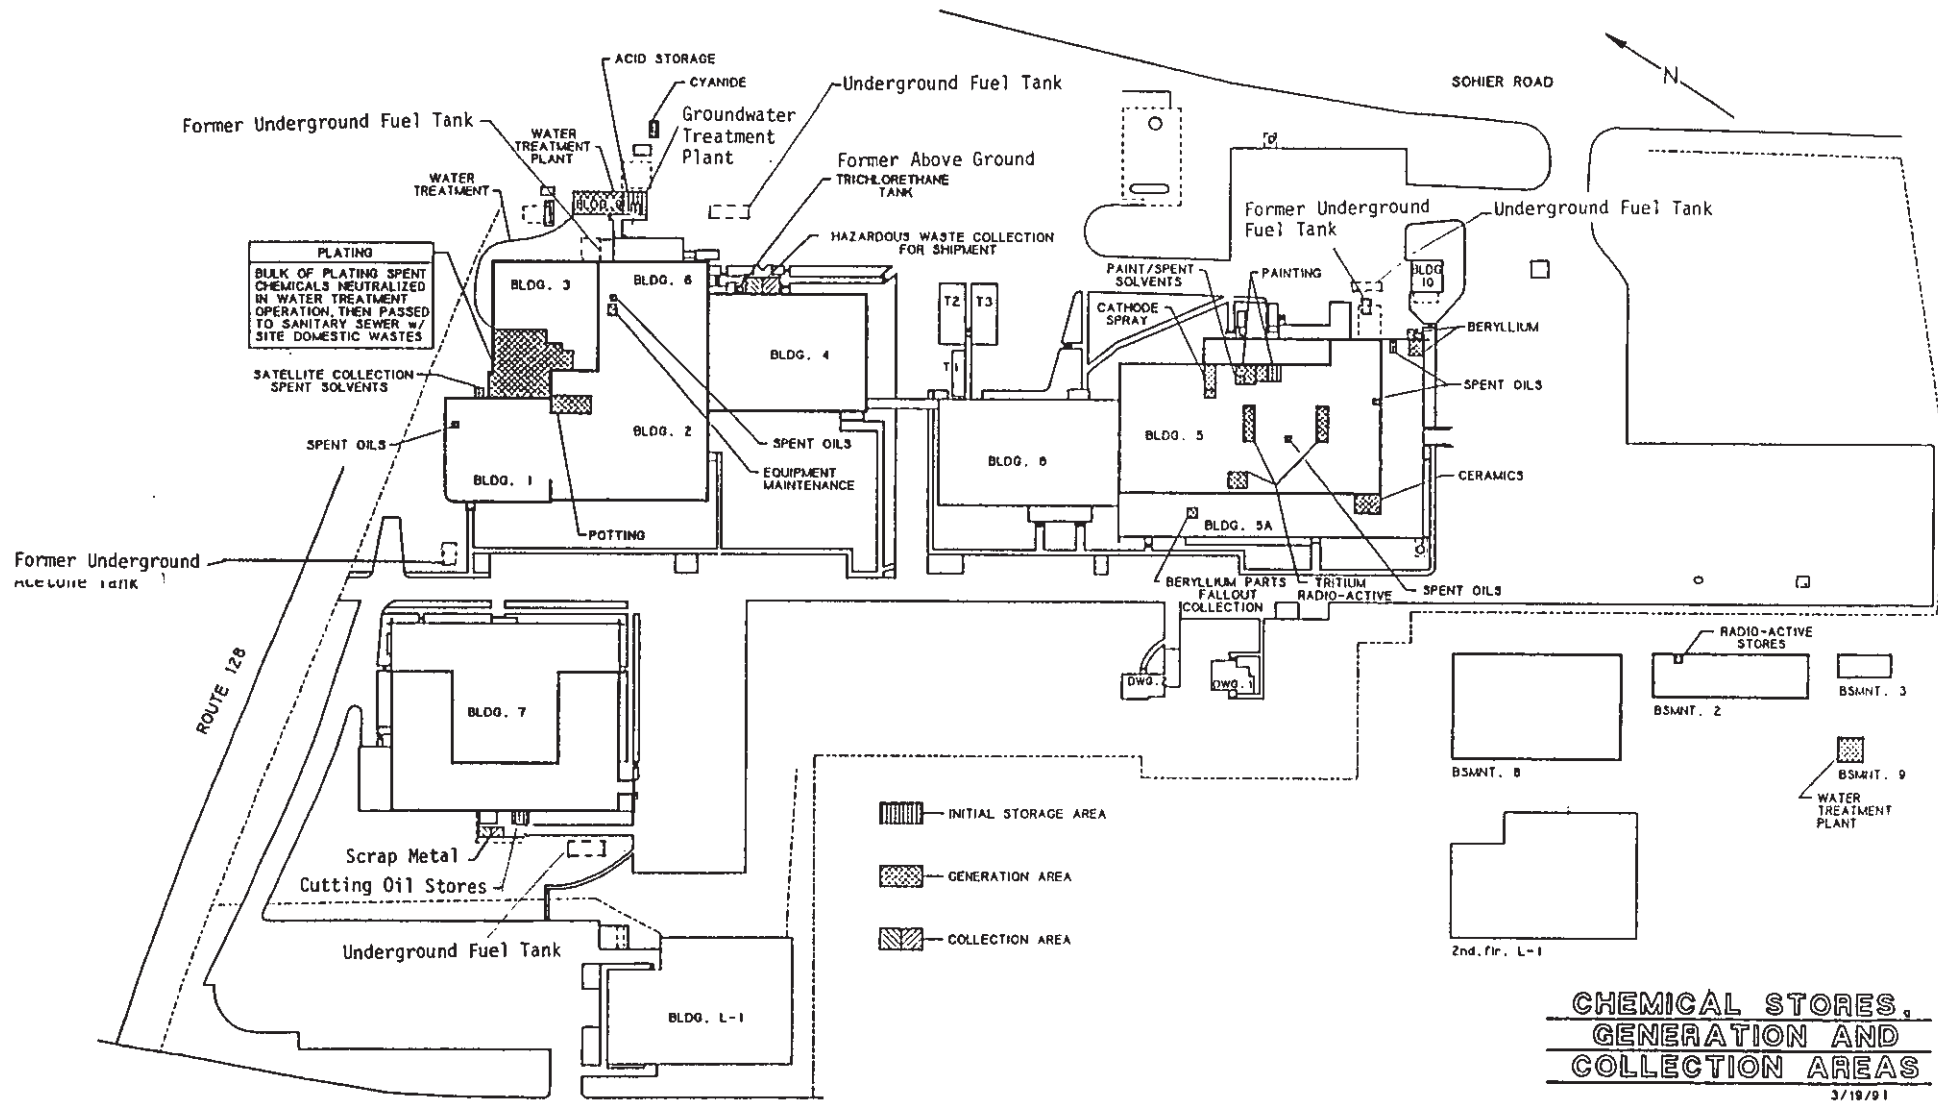 ACID STORAGE
CYANIDE
Underground Fuel Tank
SOHIER ROAD
N
Former Underground Fuel Tank
Groundwater
Treatment
Plant
WATER
TREATMENT
PLANT
Former Above Ground
TRICHLORETHANE
TANK
WATER
TREATMENT
BLDG. 9
HAZARDOUS WASTE COLLECTION
FOR SHIPMENT
Former Underground
Fuel Tank
Underground Fuel Tank
PLATING
BULK OF PLATING SPENT
CHEMICALS NEUTRALIZED
IN WATER TREATMENT
OPERATION, THEN PASSED
TO SANITARY SEWER w/
SITE DOMESTIC WASTES
BLDG. 3
BLDG. 6
PAINT/SPENT
SOLVENTS
PAINTING
BLDG
10
T2
T3
CATHODE
SPRAY
BERYLLIUM
BLDG. 4
T1
SATELLITE COLLECTION
SPENT SOLVENTS
SPENT OILS
SPENT OILS
BLDG. 2
SPENT OILS
BLDG. 5
BLDG. 8
BLDG. 1
EQUIPMENT
MAINTENANCE
CERAMICS
POTTING
BLDG. 5A
Former Underground
Acetone Tank
BERYLLIUM PARTS
FALLOUT
COLLECTION
TRITIUM
RADIO-ACTIVE
SPENT OILS
ROUTE 128
BLDG. 7
DWG.2
DWG.1
RADIO-ACTIVE
STORES
BSMNT. 3
BSMNT. 2
BSMNT. 8
BSMNT. 9
WATER
TREATMENT
PLANT
INITIAL STORAGE AREA
GENERATION AREA
COLLECTION AREA
Scrap Metal
Cutting Oil Stores
Underground Fuel Tank
2nd.flr. L-1
BLDG. L-1
CHEMICAL STORES,
GENERATION AND
COLLECTION AREAS
3/19/91